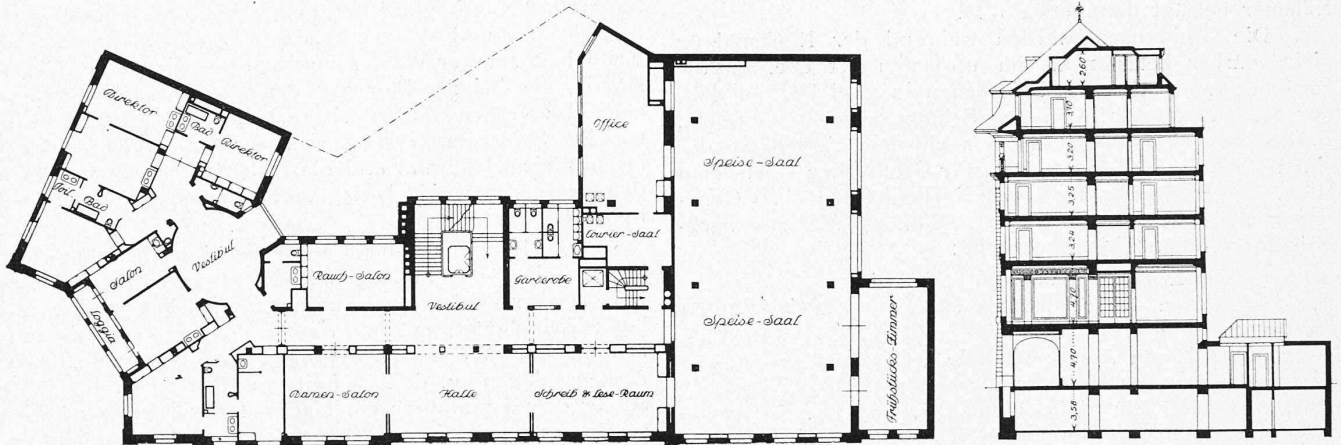 Direktor
Bad
Direktor
Toil.
Bad
Salon
Vestibul
Loggia
Rauch-Salon
Vestibul
Garderobe
Office
Courier-Saal
Speise-Saal
Speise-Saal
Frühstücks-Zimmer
Damen-Salon
Halle
Schreib & Lese-Raum
2,60
3,10
3,20
3,25
3,24
4,70
4,70
3,58